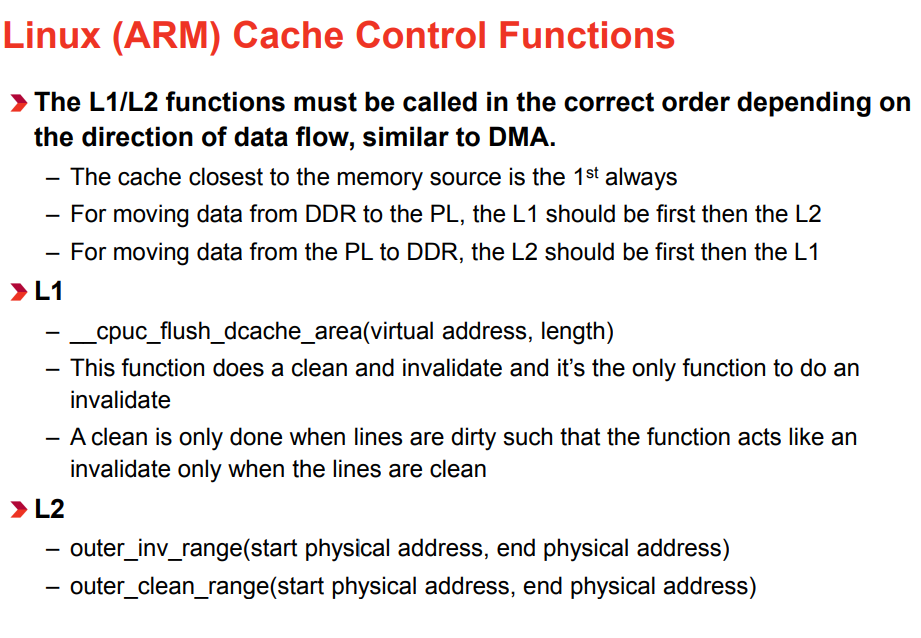 Linux (ARM) Cache Control Functions
The L1/L2 functions must be called in the correct order depending on
the direction of data flow, similar to DMA.
– The cache closest to the memory source is the 1st always
– For moving data from DDR to the PL, the L1 should be first then the L2
– For moving data from the PL to DDR, the L2 should be first then the L1
L1
– __cpuc_flush_dcache_area(virtual address, length)
– This function does a clean and invalidate and it's the only function to do an
invalidate
– A clean is only done when lines are dirty such that the function acts like an
invalidate only when the lines are clean
L2
– outer_inv_range(start physical address, end physical address)
– outer_clean_range(start physical address, end physical address)